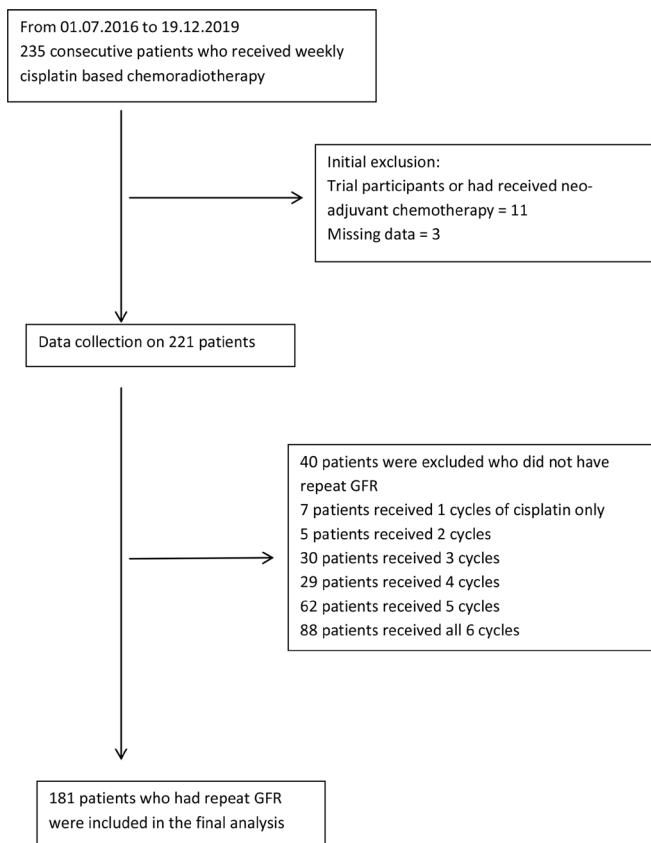 From 01.07.2016 to 19.12.2019
235 consecutive patients who received weekly
cisplatin based chemoradiotherapy
Initial exclusion:
Trial participants or had received neo-
adjuvant chemotherapy = 11
Missing data = 3
Data collection on 221 patients
40 patients were excluded who did not have
repeat GFR
7 patients received 1 cycles of cisplatin only
5 patients received 2 cycles
30 patients received 3 cycles
29 patients received 4 cycles
62 patients received 5 cycles
88 patients received all 6 cycles
181 patients who had repeat GFR
were included in the final analysis